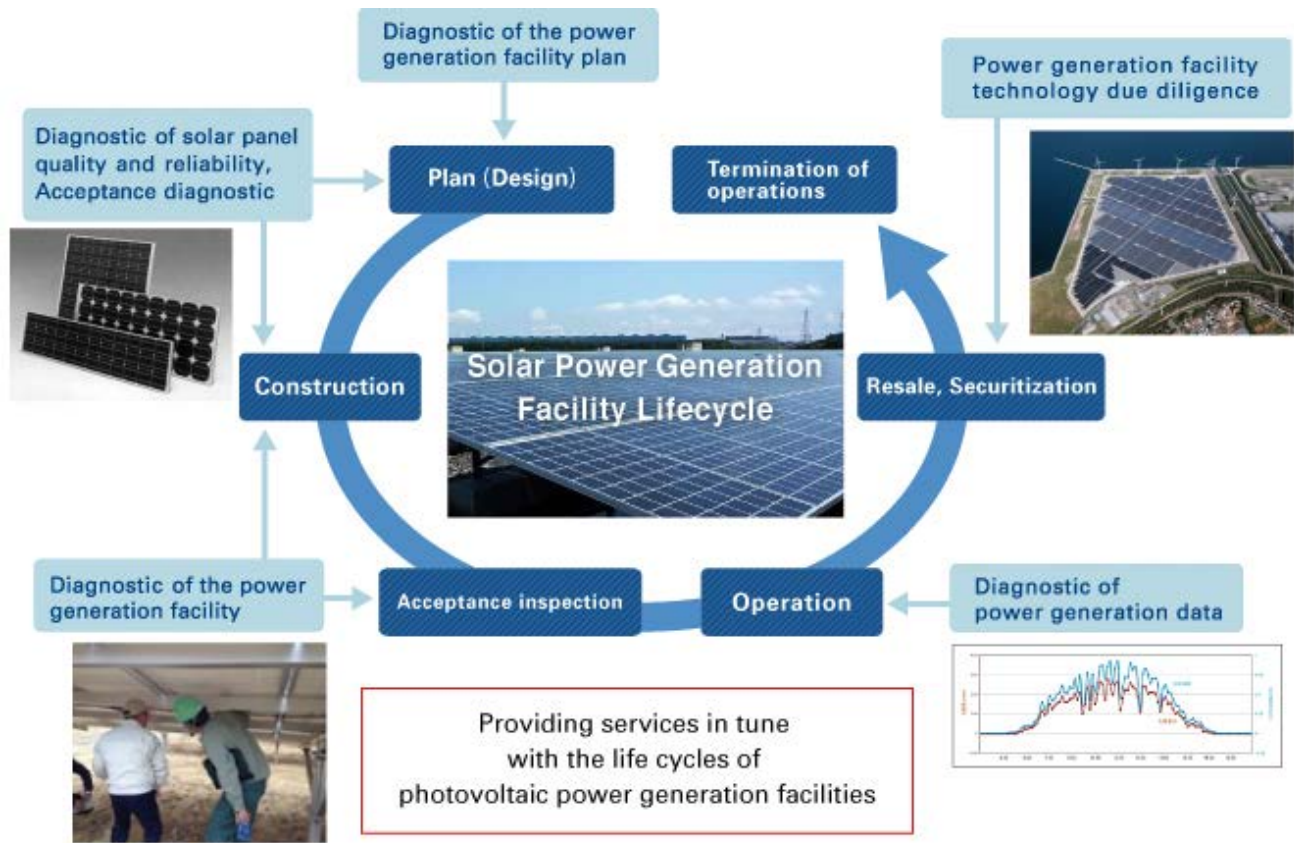 Diagnostic of the power
generation facility plan
Power generation facility
technology due diligence
Diagnostic of solar panel
quality and reliability,
Acceptance diagnostic
Plan (Design)
Termination of
operations
Solar Power Generation
Facility Lifecycle
Construction
Resale, Securitization
Diagnostic of the power
generation facility
Acceptance inspection
Operation
Diagnostic of
power generation data
Providing services in tune
with the life cycles of
photovoltaic power generation facilities